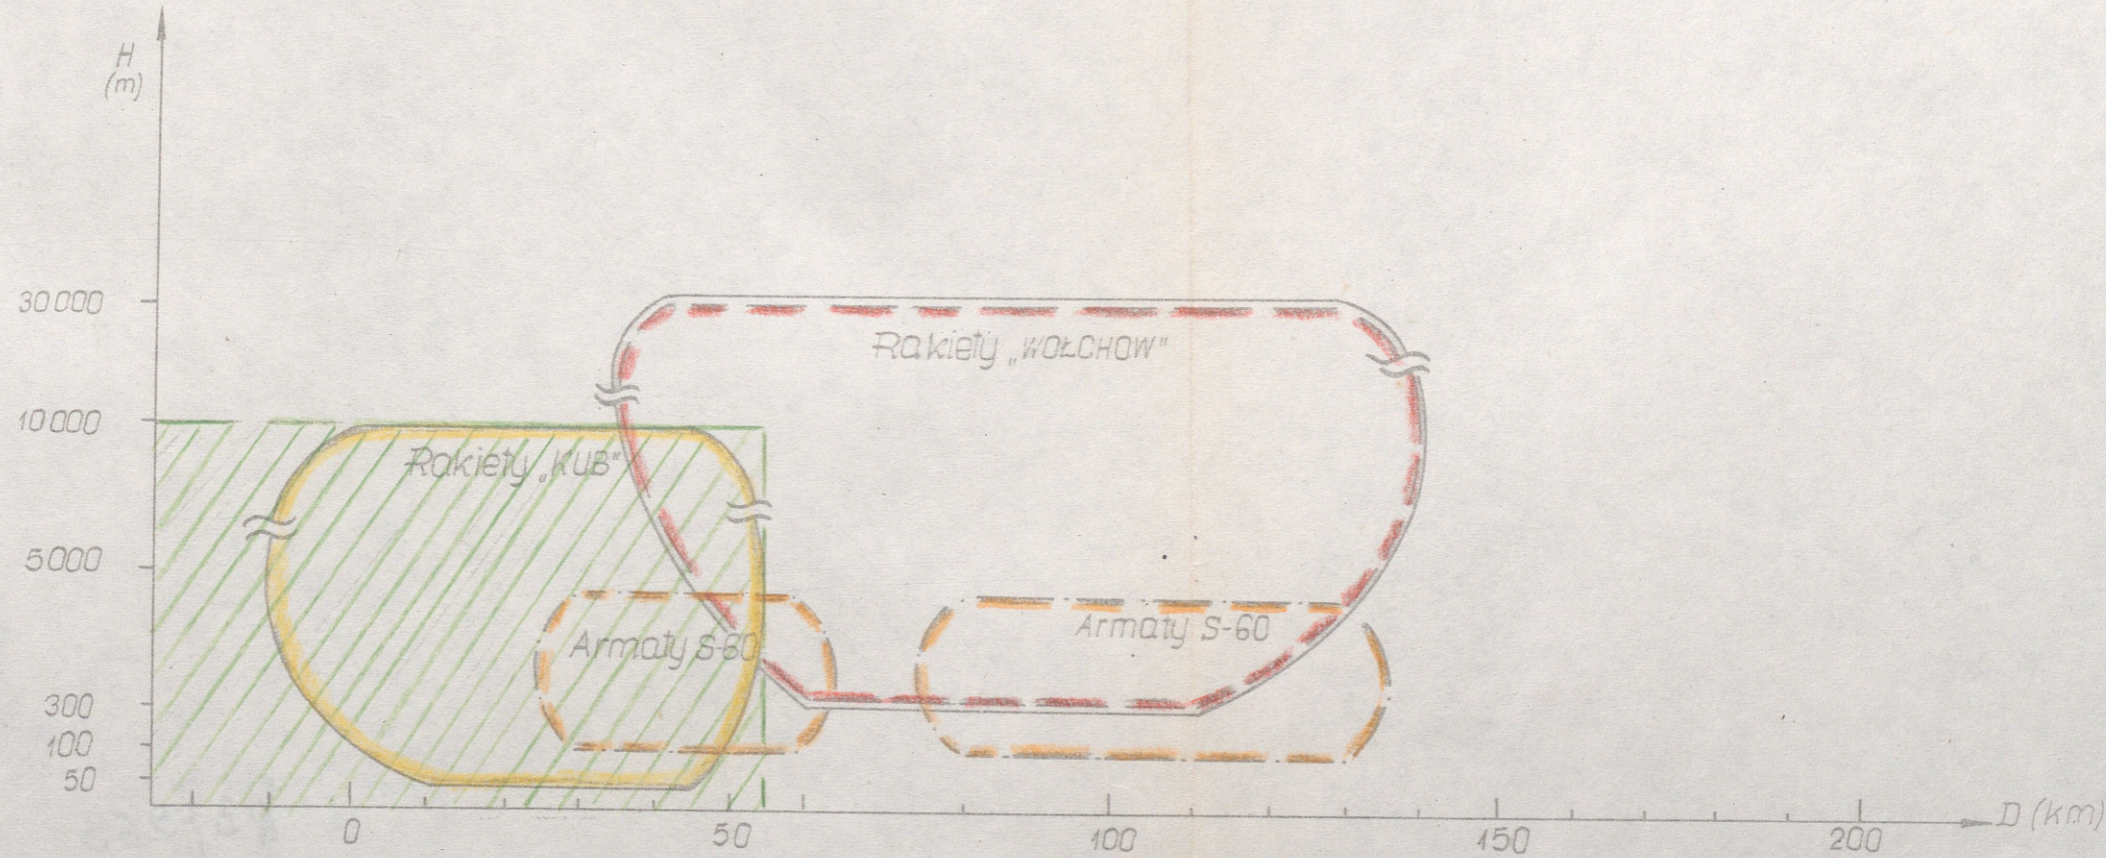 H
(m)
30 000
Rakiety „WOŁCHOW"
10 000
Rakiety „KUB"
5 000
Armaty S-60
Armaty S-60
300
100
50
0 50 100 150 200 D (km)